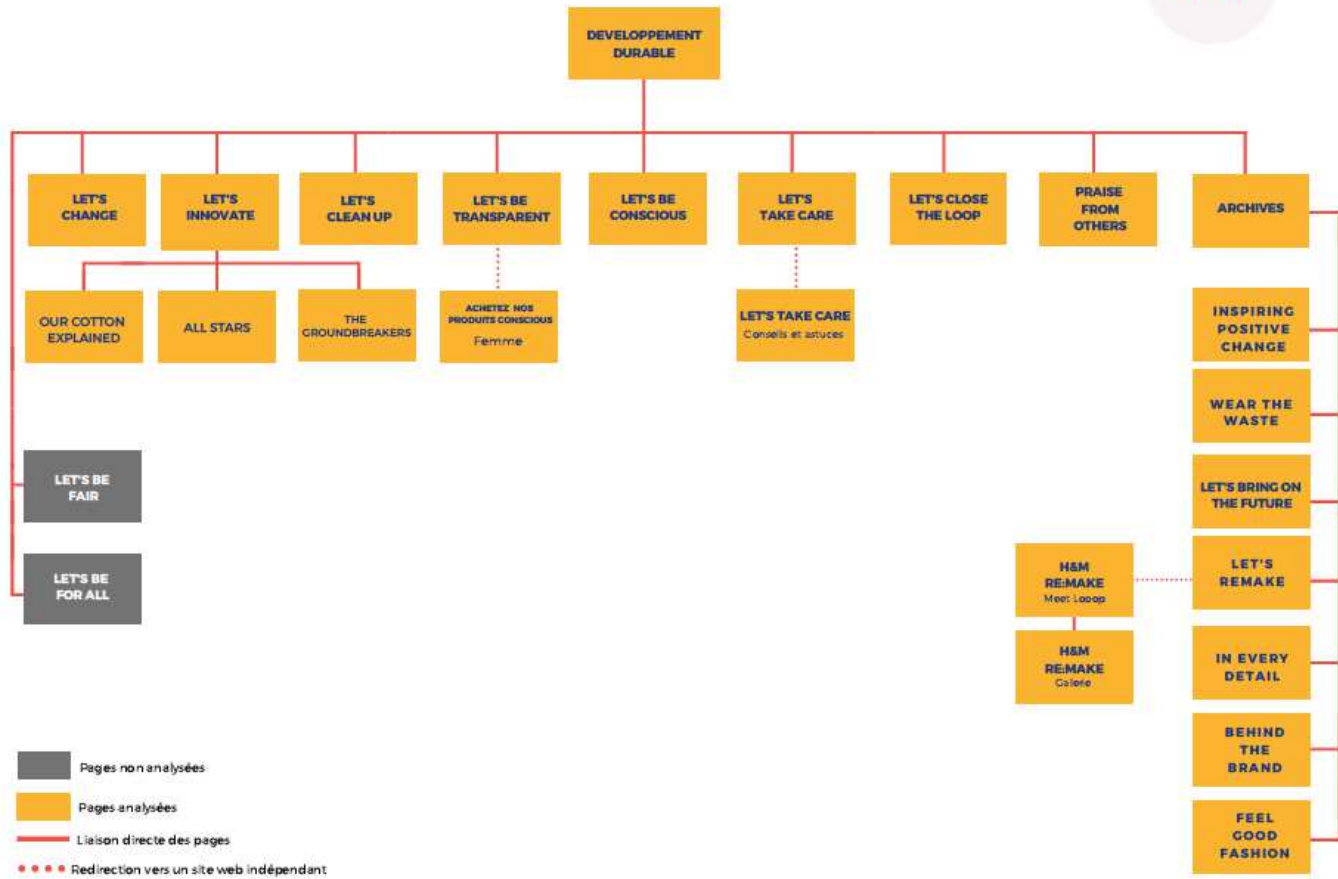 DEVELOPPEMENT
DURABLE
LET'S
CHANGE
LET'S
INNOVATE
LET'S
CLEAN UP
LET'S BE
TRANSPARENT
LET'S BE
CONSCIOUS
LET'S
TAKE CARE
LET'S CLOSE
THE LOOP
PRAISE
FROM
OTHERS
ARCHIVES
OUR COTTON
EXPLAINED
ALL STARS
THE
GROUNDBREAKERS
ACHETEZ NOS
PRODUITS CONSCIOUS
Femme
LET'S TAKE CARE
Conseils et astuces
INSPIRING
POSITIVE
CHANGE
WEAR THE
WASTE
LET'S BE
FAIR
LET'S BRING ON
THE FUTURE
LET'S BE
FOR ALL
H&M
RE:MAKE
Meet Looop
LET'S
REMAKE
H&M
RE:MAKE
Galerie
IN EVERY
DETAIL
BEHIND
THE
BRAND
FEEL
GOOD
FASHION
Pages non analysées
Pages analysées
Liaison directe des pages
Redirection vers un site web indépendant